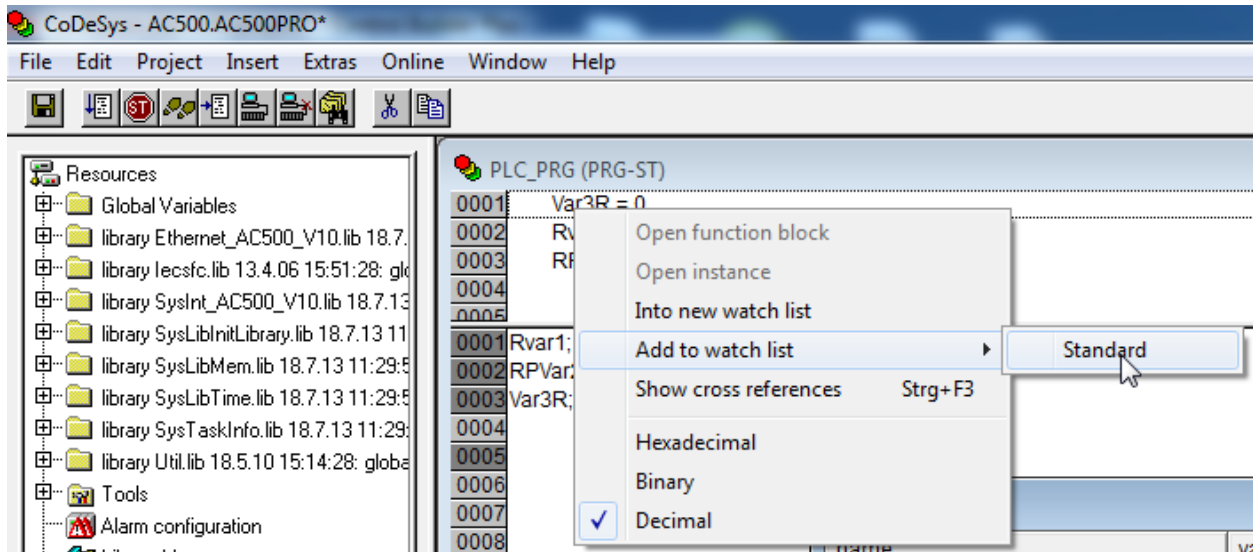 CoDeSys - AC500.AC500PRO*
File Edit Project Insert Extras Online Window Help
Resources
Global Variables
library Ethernet_AC500_V10.lib 18.7.
library Iecsfc.lib 13.4.06 15:51:28: glo
library SysInt_AC500_V10.lib 18.7.13
library SysLibInitLibrary.lib 18.7.13 11
library SysLibMem.lib 18.7.13 11:29:5
library SysLibTime.lib 18.7.13 11:29:5
library SysTaskInfo.lib 18.7.13 11:29:
library Util.lib 18.5.10 15:14:28: globa
Tools
Alarm configuration
PLC_PRG (PRG-ST)
0001 Var3R = 0
0002 Rv
0003 RP
0004
0005
0001 Rvar1;
0002 RPVar2
0003 Var3R;
0004
0005
0006
0007
0008
Open function block
Open instance
Into new watch list
Add to watch list
Show cross references Strg+F3
Hexadecimal
Binary
Decimal
Standard
name